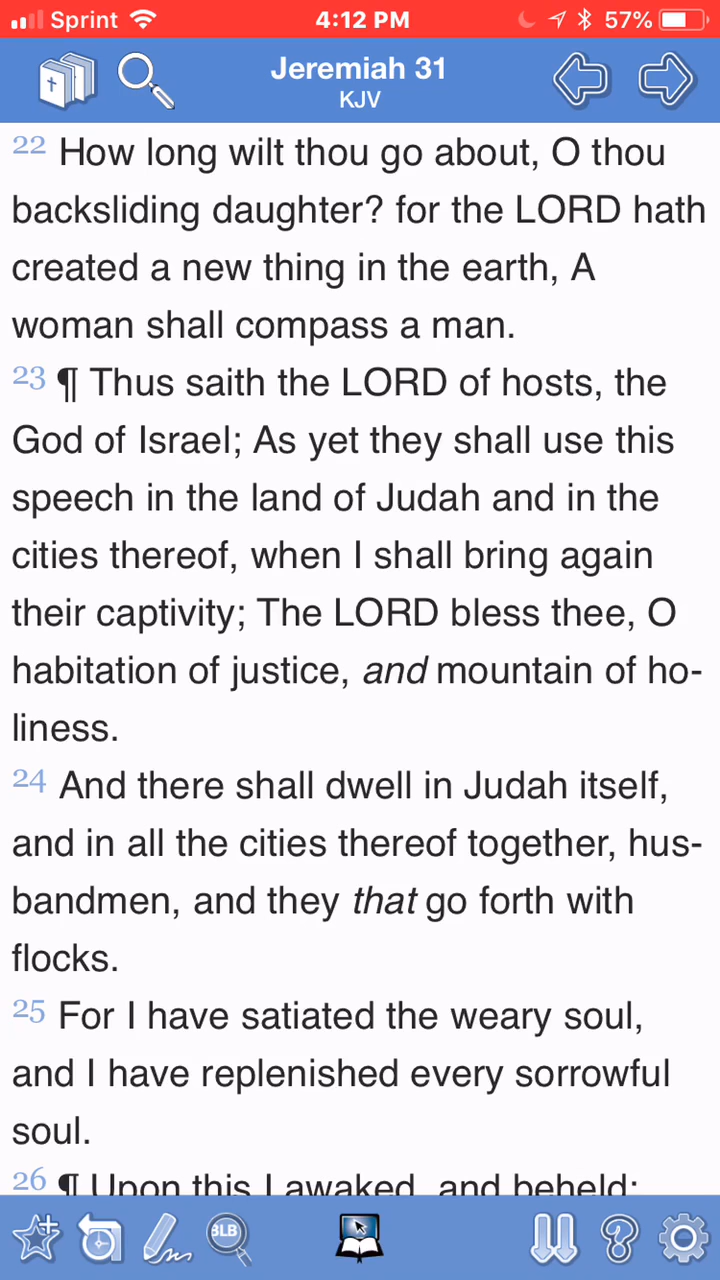 Sprint 4:12 PM 57%
Jeremiah 31
KJV
22 How long wilt thou go about, O thou
backsliding daughter? for the LORD hath
created a new thing in the earth, A
woman shall compass a man.
23 ¶ Thus saith the LORD of hosts, the
God of Israel; As yet they shall use this
speech in the land of Judah and in the
cities thereof, when I shall bring again
their captivity; The LORD bless thee, O
habitation of justice, and mountain of ho-
liness.
24 And there shall dwell in Judah itself,
and in all the cities thereof together, hus-
bandmen, and they that go forth with
flocks.
25 For I have satiated the weary soul,
and I have replenished every sorrowful
soul.
26 ¶ Upon this I awaked, and beheld;
BLB